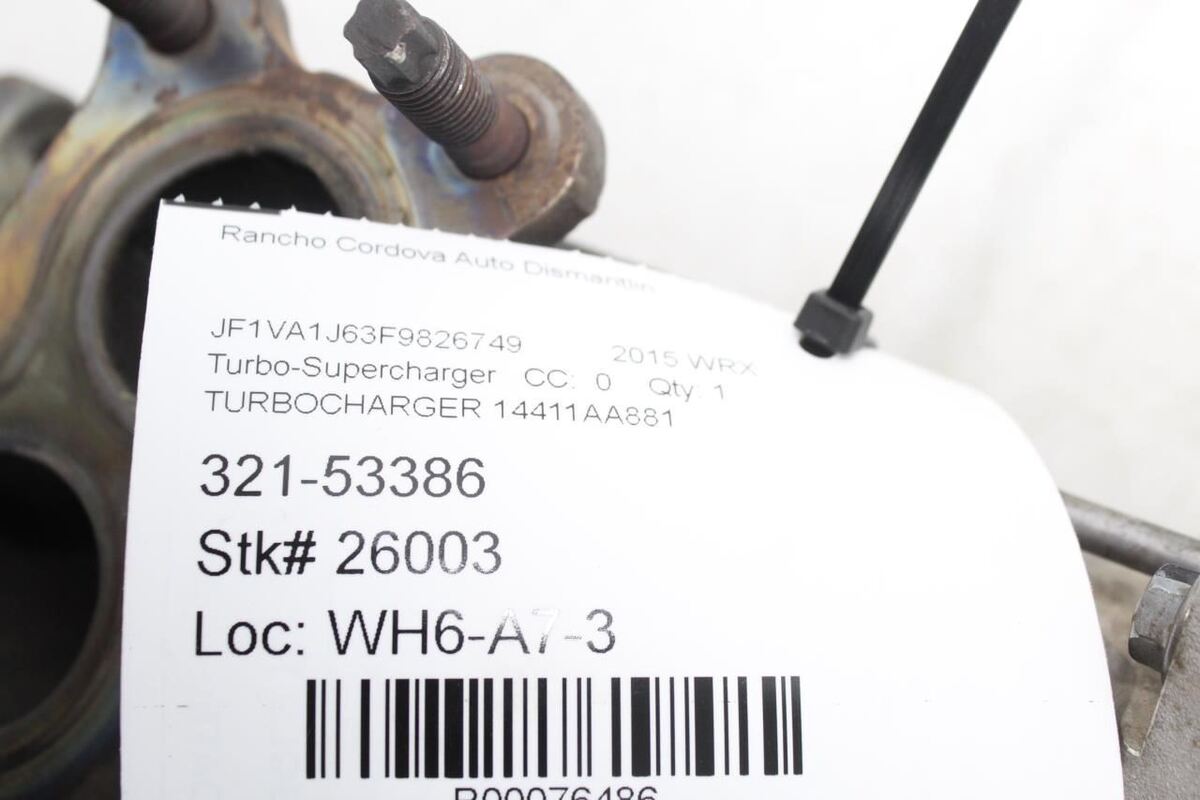 Rancho Cordova Auto Dismantlin
JF1VA1J63F9826749 2015 WRX
Turbo-Supercharger CC: 0 Qty: 1
TURBOCHARGER 14411AA881
321-53386
Stk# 26003
Loc: WH6-A7-3
B00076486